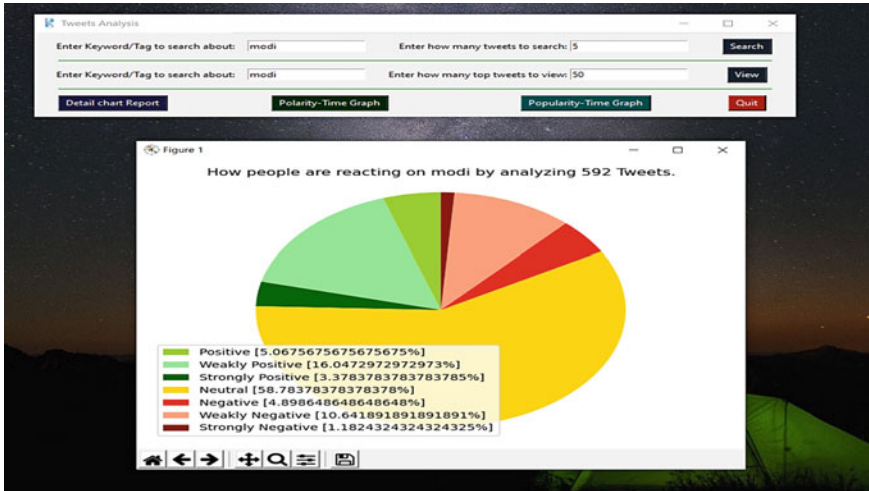 Tweets Analysis
Enter Keyword/Tag to search about: modi Enter how many tweets to search: 5 Search
Enter Keyword/Tag to search about: modi Enter how many top tweets to view: 50 View
Detail chart Report Polarity-Time Graph Popularity-Time Graph Quit
Figure 1
How people are reacting on modi by analyzing 592 Tweets.
Positive [5.0675675675675675%]
Weakly Positive [16.0472972972973%]
Strongly Positive [3.3783783783783785%]
Neutral [58.78378378378378%]
Negative [4.898648648648648%]
Weakly Negative [10.641891891891891%]
Strongly Negative [1.1824324324324325%]